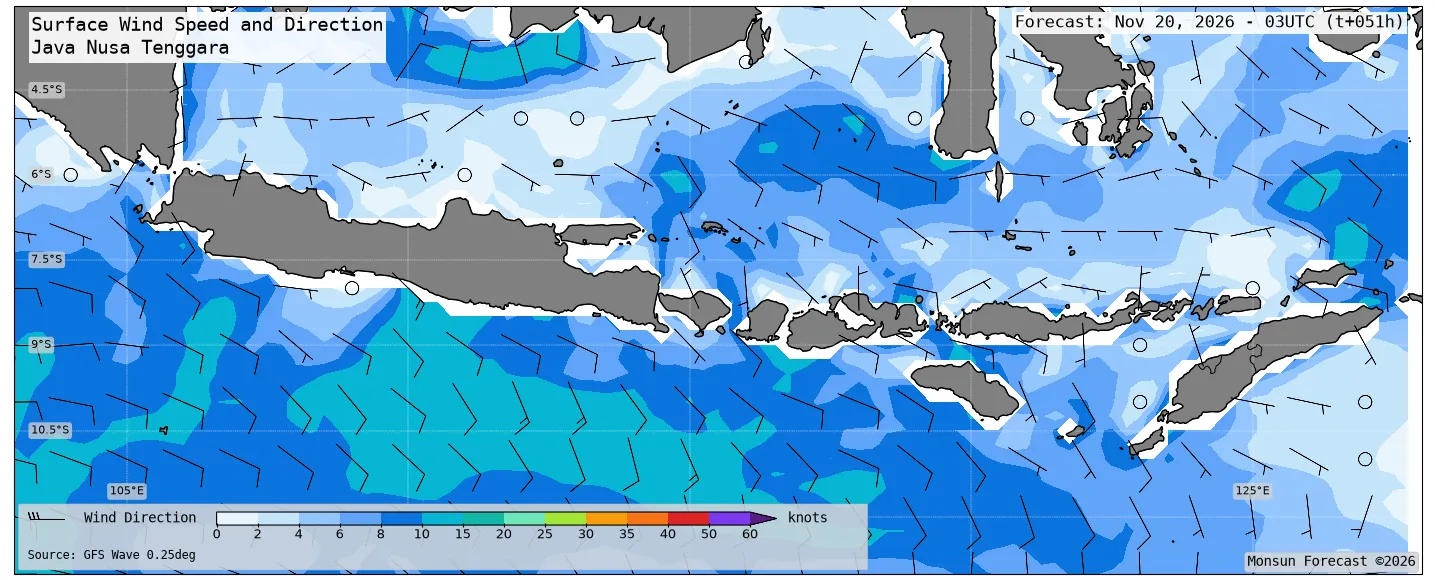 Surface Wind Speed and Direction
Java Nusa Tenggara
Forecast: Nov 20, 2026 - 03UTC (t+051h)
4.5°S
6°S
7.5°S
9°S
10.5°S
105°E
125°E
Wind Direction
0 2 4 6 8 10 15 20 25 30 35 40 50 60
knots
Source: GFS Wave 0.25deg
Monsun Forecast ©2026